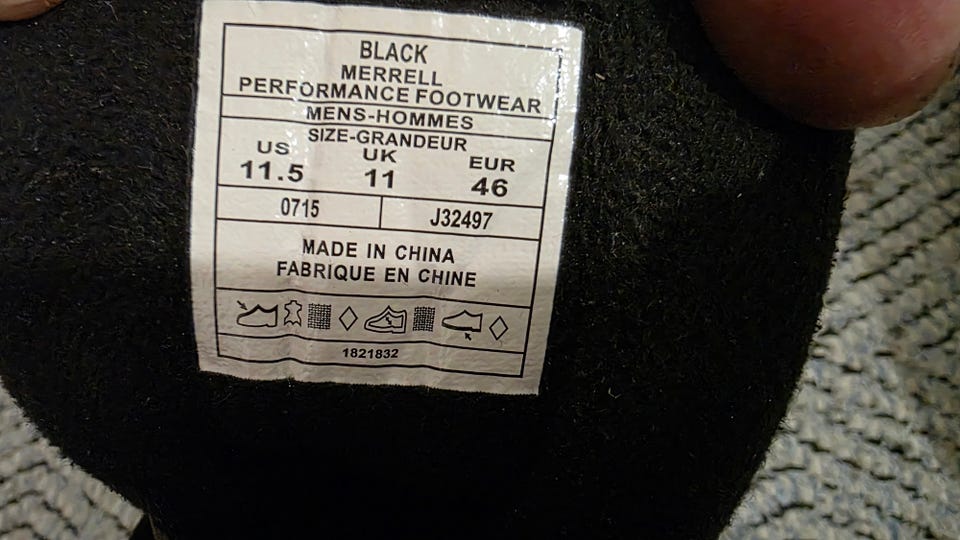 BLACK
MERRELL
PERFORMANCE FOOTWEAR
MENS-HOMMES
SIZE-GRANDEUR
US UK EUR
11.5 11 46
0715 J32497
MADE IN CHINA
FABRIQUE EN CHINE
1821832